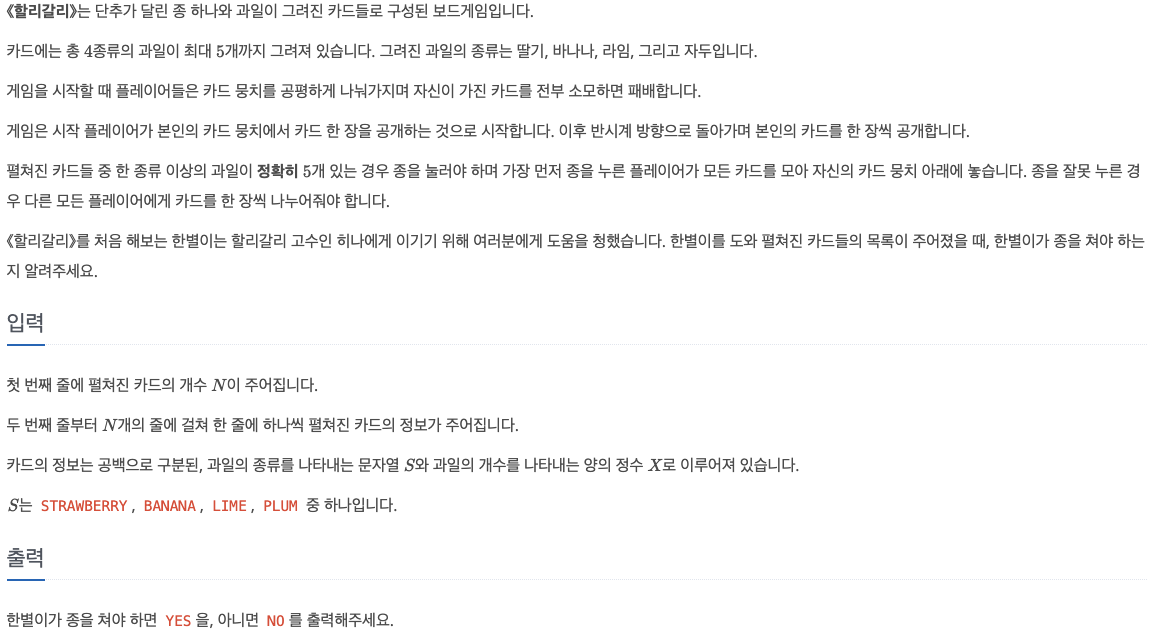 《할리갈리》는 단추가 달린 종 하나와 과일이 그려진 카드들로 구성된 보드게임입니다.
카드에는 총 4종류의 과일이 최대 5개까지 그려져 있습니다. 그려진 과일의 종류는 딸기, 바나나, 라임, 그리고 자두입니다.
게임을 시작할 때 플레이어들은 카드 뭉치를 공평하게 나눠가지며 자신이 가진 카드를 전부 소모하면 패배합니다.
게임은 시작 플레이어가 본인의 카드 뭉치에서 카드 한 장을 공개하는 것으로 시작합니다. 이후 반시계 방향으로 돌아가며 본인의 카드를 한 장씩 공개합니다.
펼쳐진 카드들 중 한 종류 이상의 과일이 정확히 5개 있는 경우 종을 눌러야 하며 가장 먼저 종을 누른 플레이어가 모든 카드를 모아 자신의 카드 뭉치 아래에 놓습니다. 종을 잘못 누른 경
우 다른 모든 플레이어에게 카드를 한 장씩 나누어줘야 합니다.
《할리갈리》를 처음 해보는 한별이는 할리갈리 고수인 히나에게 이기기 위해 여러분에게 도움을 청했습니다. 한별이를 도와 펼쳐진 카드들의 목록이 주어졌을 때, 한별이가 종을 쳐야 하는
지 알려주세요.
입력
첫 번째 줄에 펼쳐진 카드의 개수 N이 주어집니다.
두 번째 줄부터 N개의 줄에 걸쳐 한 줄에 하나씩 펼쳐진 카드의 정보가 주어집니다.
카드의 정보는 공백으로 구분된, 과일의 종류를 나타내는 문자열 S와 과일의 개수를 나타내는 양의 정수 X로 이루어져 있습니다.
S는 STRAWBERRY, BANANA, LIME, PLUM 중 하나입니다.
출력
한별이가 종을 쳐야 하면 YES을, 아니면 NO를 출력해주세요.